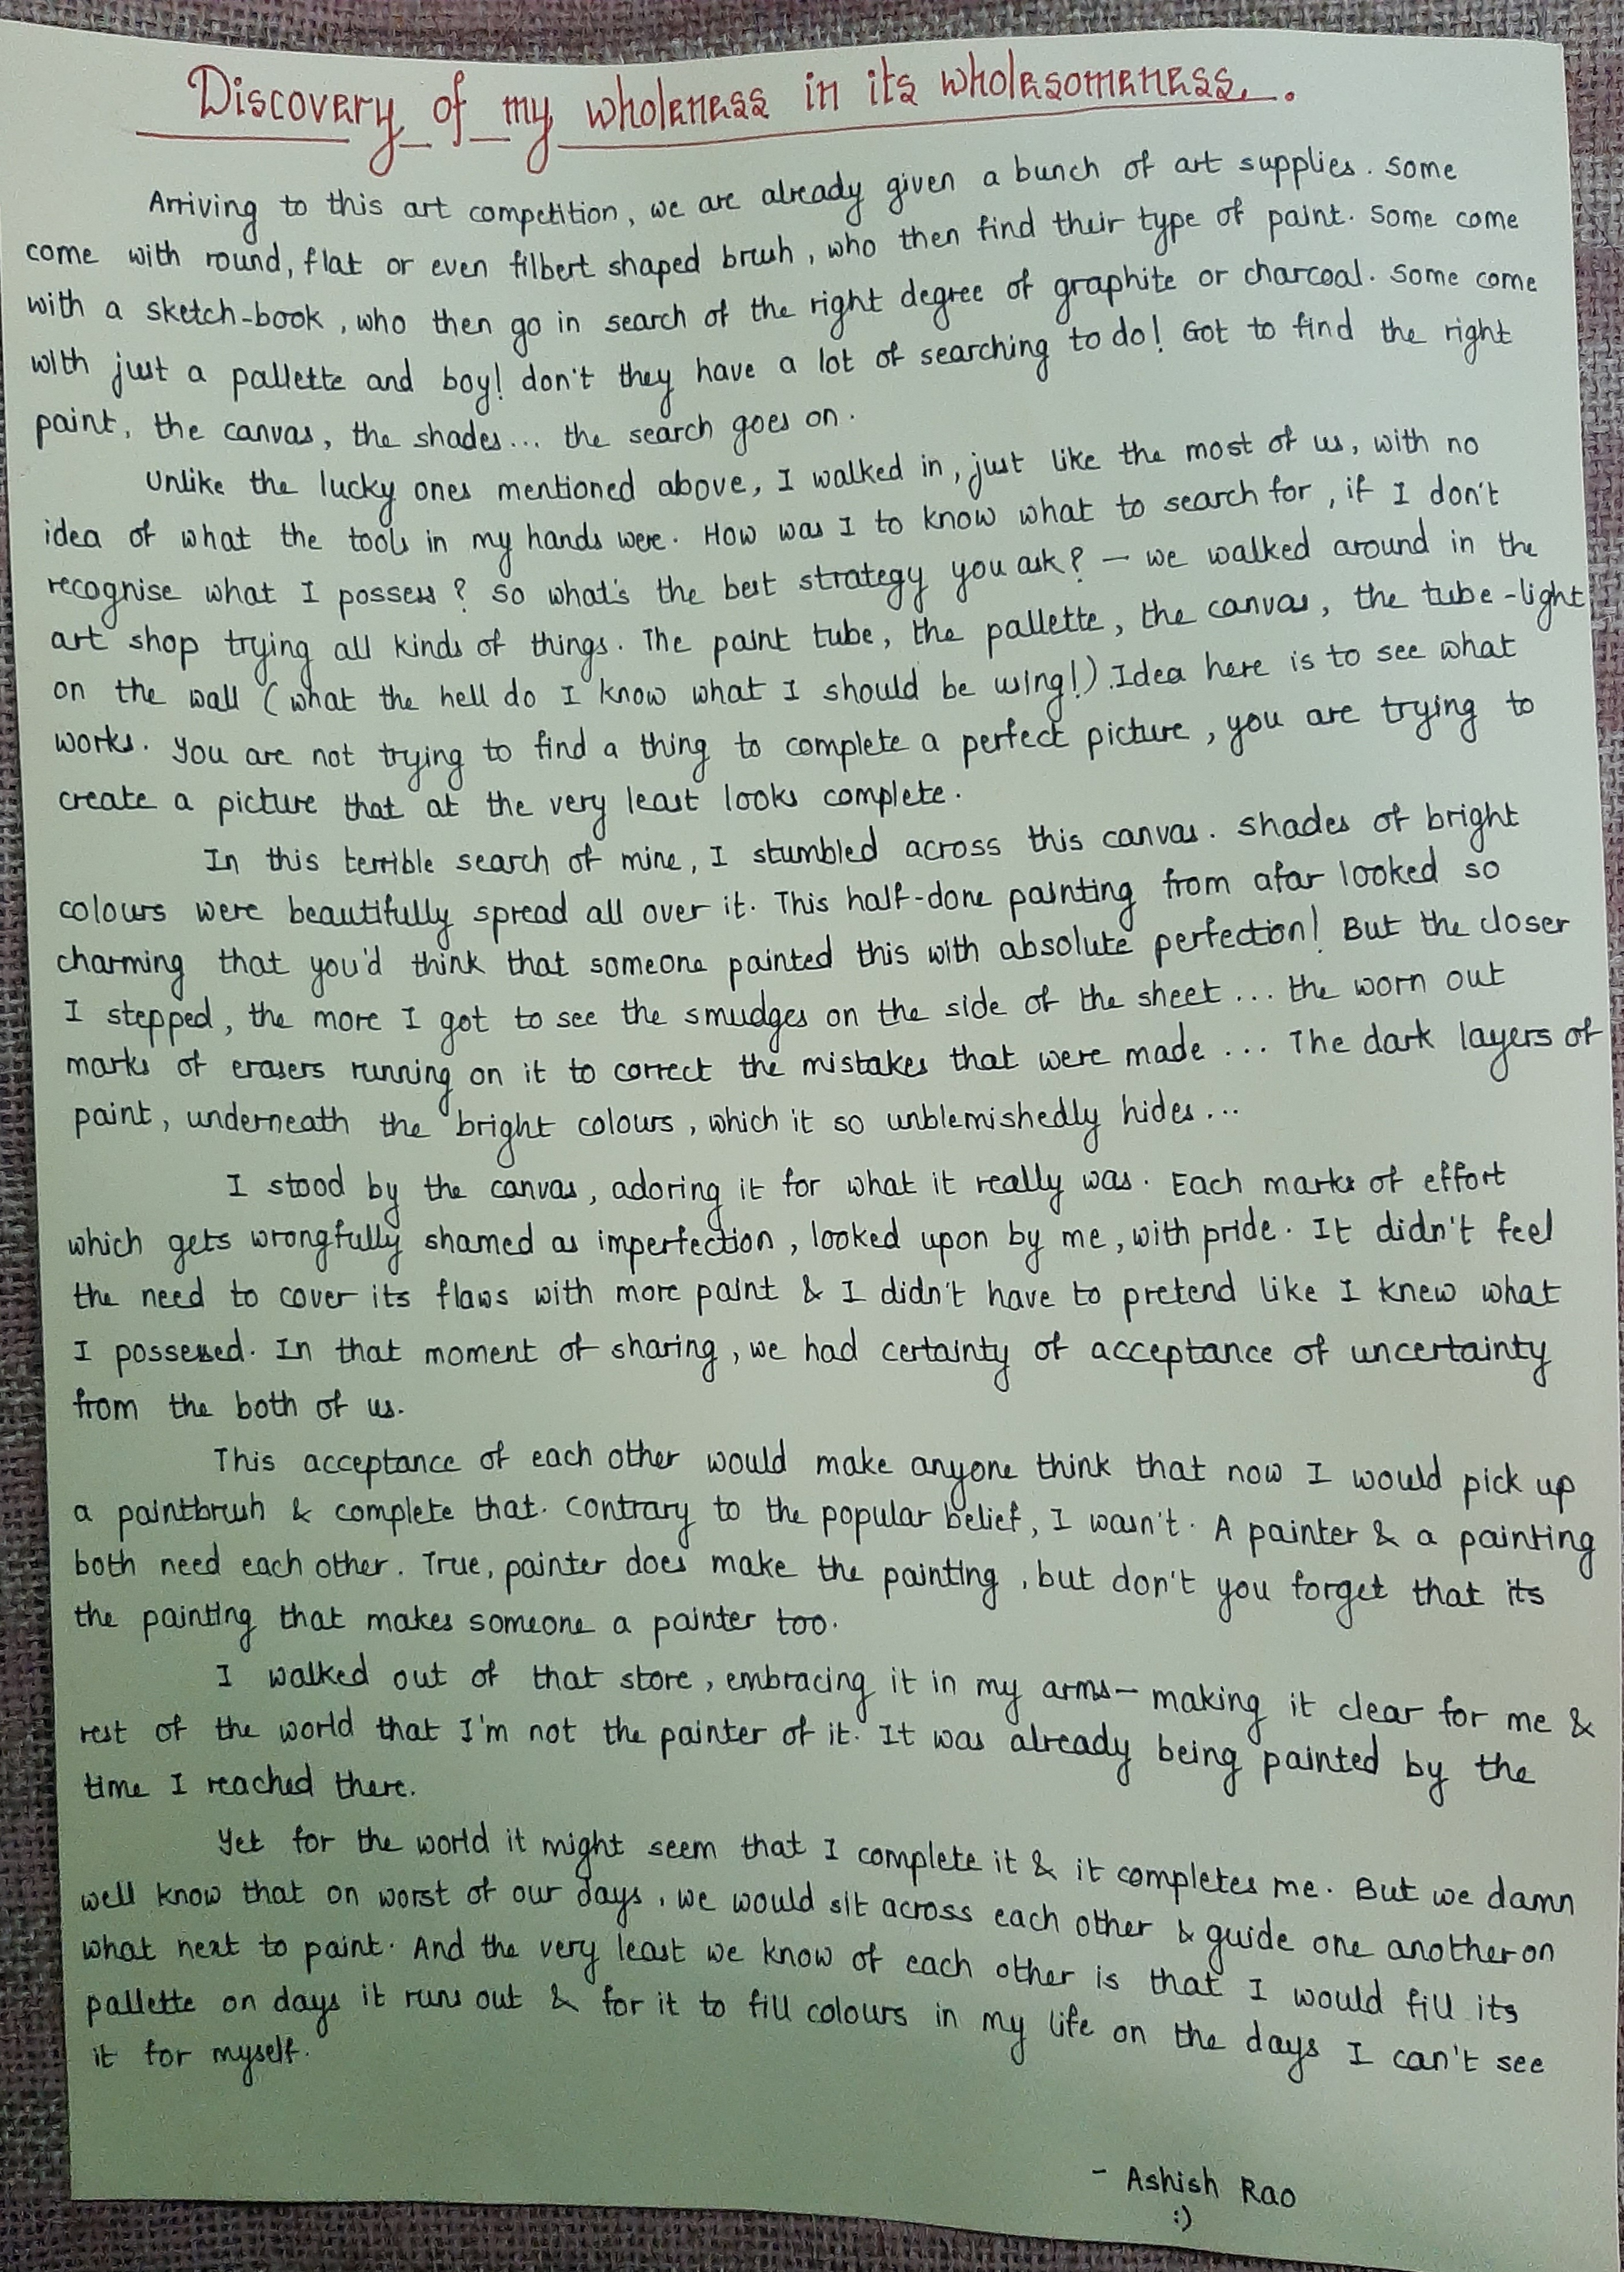 Discovery of my wholeness in its wholesomeness.
Arriving to this art competition, we are already given a bunch of art supplies. Some
come with round, flat or even filbert shaped brush, who then find their type of paint. Some come
with a sketch-book, who then go in search of the right degree of graphite or charcoal. Some come
with just a pallette and boy! don't they have a lot of searching to do! Got to find the right
paint, the canvas, the shades... the search goes on.
Unlike the lucky ones mentioned above, I walked in, just like the most of us, with no
idea of what the tools in my hands were. How was I to know what to search for, if I don't
recognise what I possess? So what's the best strategy you ask? - we walked around in the
art shop trying all kinds of things. The paint tube, the pallette, the canvas, the tube-light
on the wall (what the hell do I know what I should be using!). Idea here is to see what
works. You are not trying to find a thing to complete a perfect picture, you are trying to
create a picture that at the very least looks complete.
In this terrible search of mine, I stumbled across this canvas. Shades of bright
colours were beautifully spread all over it. This half-done painting from afar looked so
charming that you'd think that someone painted this with absolute perfection! But the closer
I stepped, the more I got to see the smudges on the side of the sheet... the worn out
marks of erasers running on it to correct the mistakes that were made... The dark layers of
paint, underneath the bright colours, which it so unblemishedly hides...
I stood by the canvas, adoring it for what it really was. Each marks of effort
which gets wrongfully shamed as imperfection, looked upon by me, with pride. It didn't feel
the need to cover its flaws with more paint & I didn't have to pretend like I knew what
I possessed. In that moment of sharing, we had certainty of acceptance of uncertainty
from the both of us.
This acceptance of each other would make anyone think that now I would pick up
a paintbrush & complete that. Contrary to the popular belief, I wasn't. A painter & a painting
both need each other. True, painter does make the painting, but don't you forget that its
the painting that makes someone a painter too.
I walked out of that store, embracing it in my arms- making it clear for me &
rest of the world that I'm not the painter of it. It was already being painted by the
time I reached there.
Yet for the world it might seem that I complete it & it completes me. But we damn
well know that on worst of our days, we would sit across each other & guide one another on
what next to paint. And the very least we know of each other is that I would fill its
pallette on days it runs out & for it to fill colours in my life on the days I can't see
it for myself.
- Ashish Rao
:)